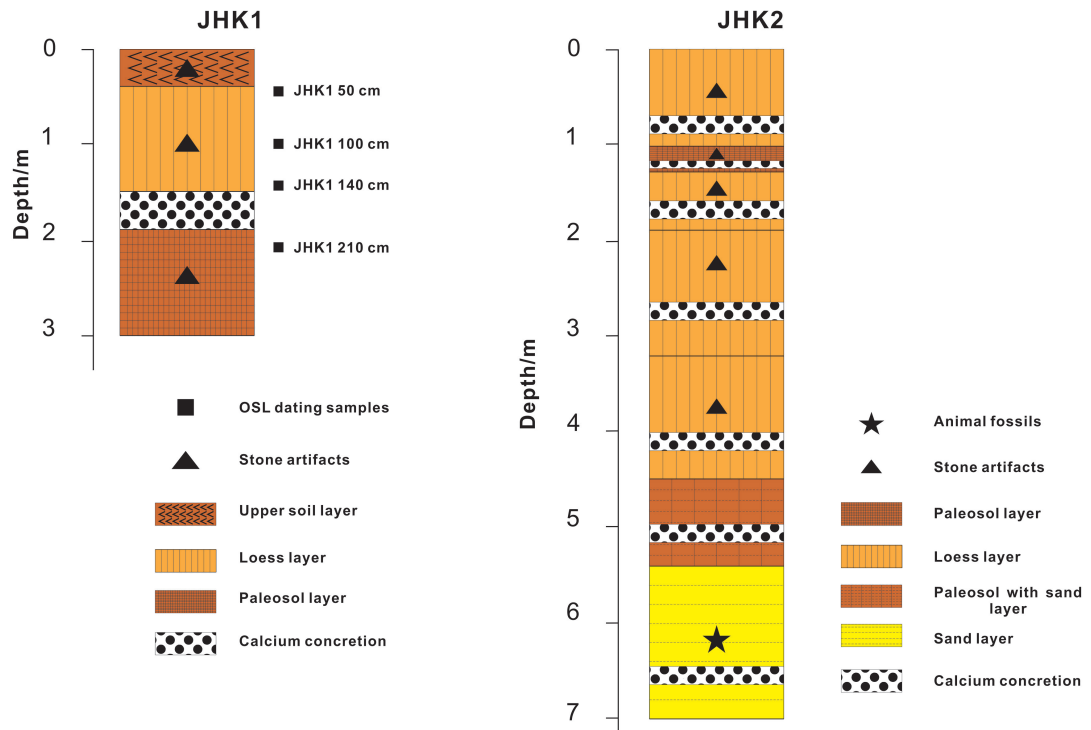 JHK1
Depth/m
0
1
2
3
JHK1 50 cm
JHK1 100 cm
JHK1 140 cm
JHK1 210 cm
OSL dating samples
Stone artifacts
Upper soil layer
Loess layer
Paleosol layer
Calcium concretion
JHK2
Depth/m
0
1
2
3
4
5
6
7
Animal fossils
Stone artifacts
Paleosol layer
Loess layer
Paleosol with sand
layer
Sand layer
Calcium concretion